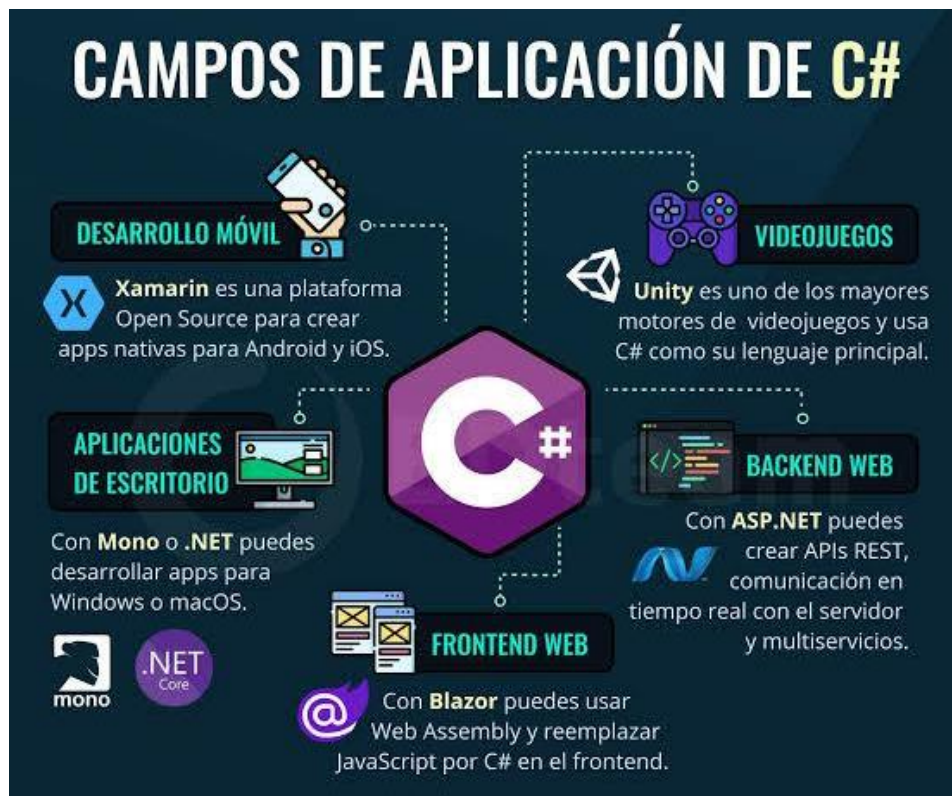 CAMPOS DE APLICACIÓN DE C#
DESARROLLO MÓVIL
Xamarin es una plataforma
Open Source para crear
apps nativas para Android y iOS.
VIDEOJUEGOS
Unity es uno de los mayores
motores de videojuegos y usa
C# como su lenguaje principal.
C#
APLICACIONES
DE ESCRITORIO
Con Mono o .NET puedes
desarrollar apps para
Windows o macOS.
mono
.NET
Core
</>
BACKEND WEB
Con ASP.NET puedes
crear APIs REST,
comunicación en
tiempo real con el servidor
y multiservicios.
FRONTEND WEB
@
Con Blazor puedes usar
Web Assembly y reemplazar
JavaScript por C# en el frontend.